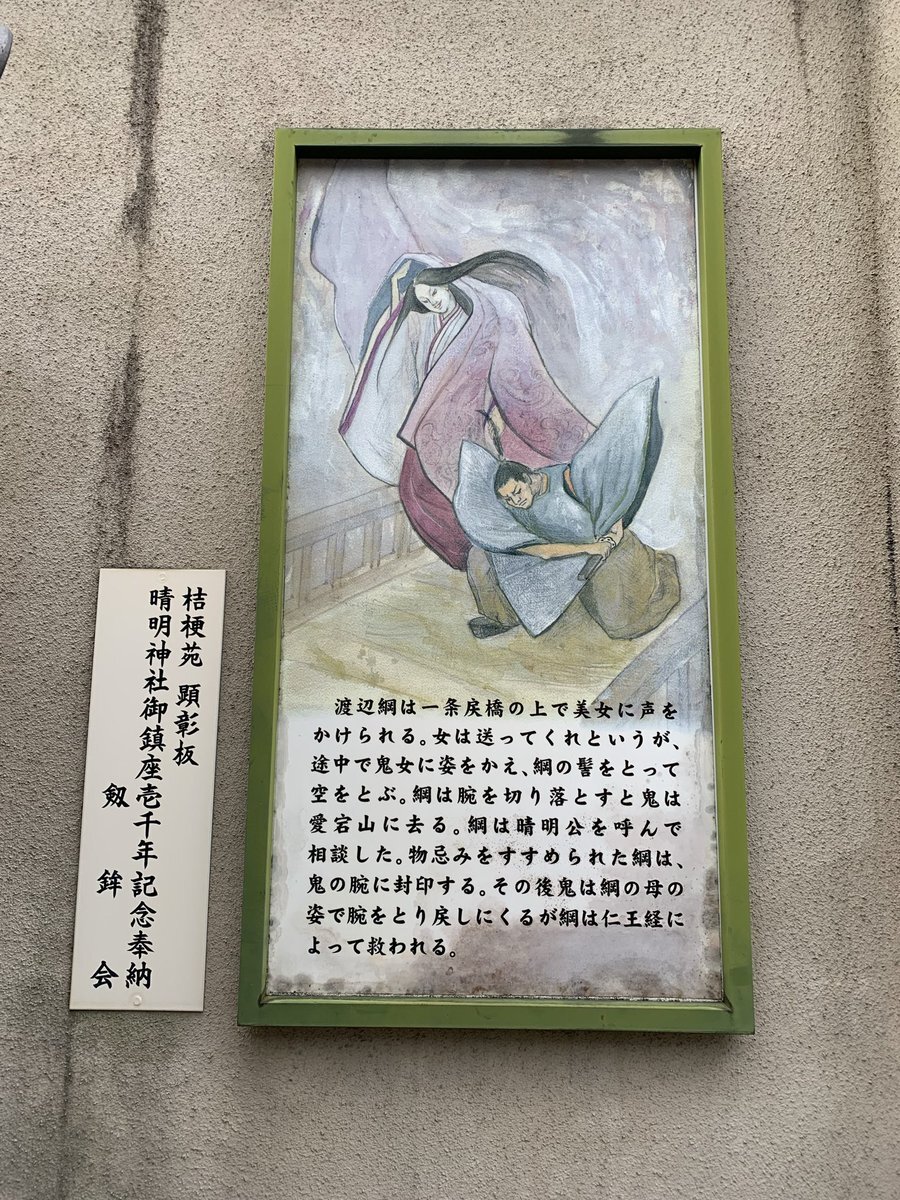 渡辺綱は一条戻橋の上で美女に声を
かけられる。女は送ってくれというが、
途中で鬼女に姿をかえ、綱の髻をとって
空をとぶ。綱は腕を切り落とすと鬼は
愛宕山に去る。綱は晴明公を呼んで
相談した。物忌みをすすめられた綱は、
鬼の腕に封印する。その後鬼は綱の母の
姿で腕をとり戻しにくるが綱は仁王経に
よって救われる。
桔梗苑 顕彰板
晴明神社御鎮座壱千年記念奉納
剱鉾会